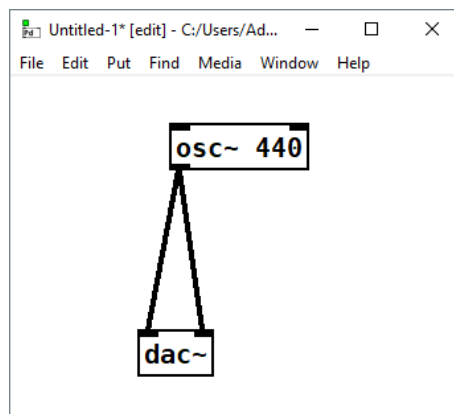 Untitled-1* [edit] - C:/Users/Ad...
File Edit Put Find Media Window Help
osc~ 440
dac~